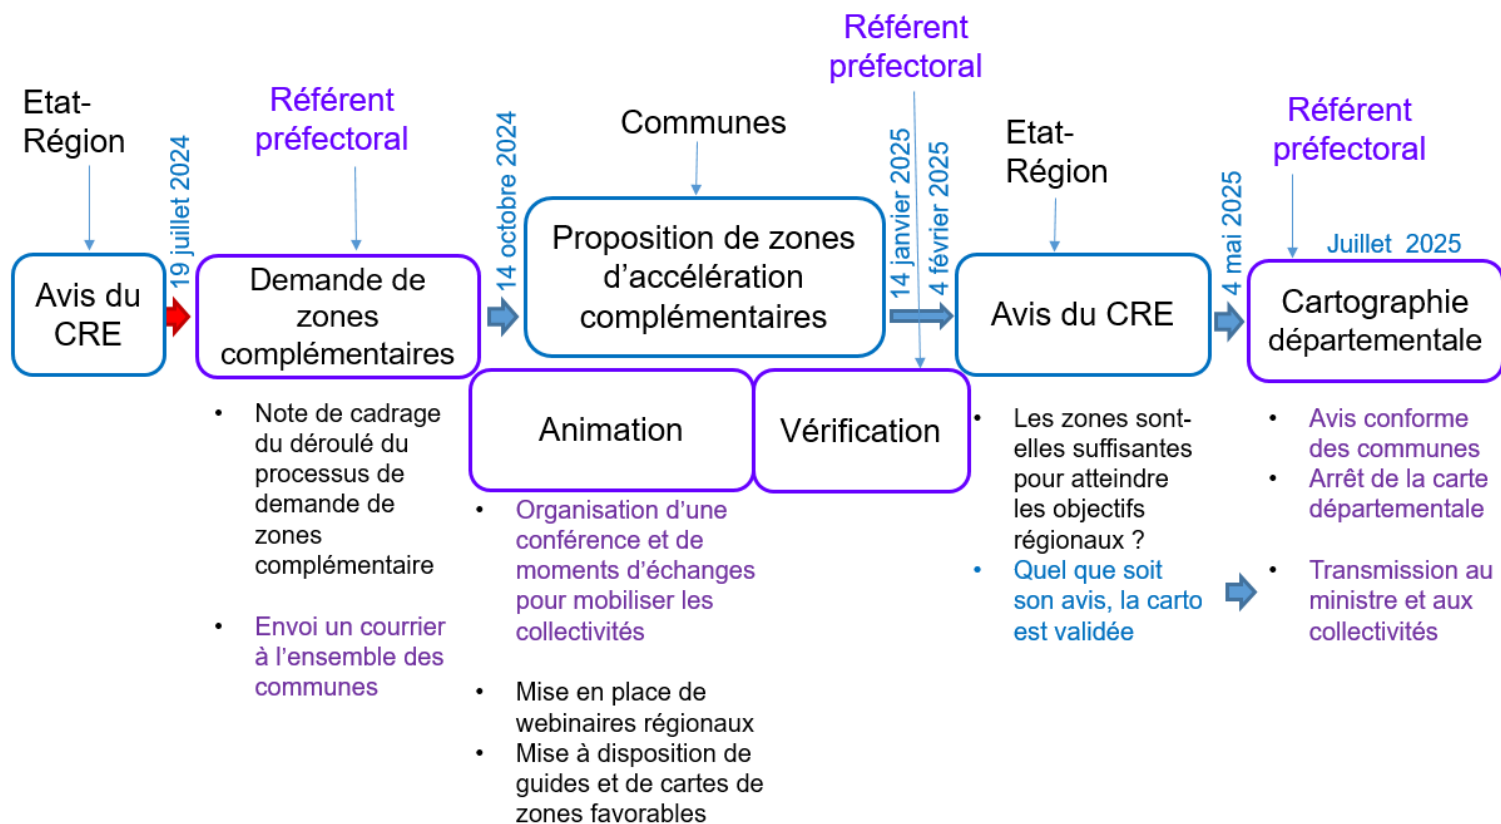 Etat-
Région
19 juillet 2024
Avis du
CRE
Référent
préfectoral
Demande de
zones
complémentaires
• Note de cadrage
du déroulé du
processus de
demande de
zones
complémentaire
• Envoi un courrier
à l’ensemble des
communes
14 octobre 2024
Communes
Proposition de zones
d’accélération
complémentaires
Animation
• Organisation d’une
conférence et de
moments d’échanges
pour mobiliser les
collectivités
• Mise en place de
webinaires régionaux
• Mise à disposition de
guides et de cartes de
zones favorables
Référent
préfectoral
14 janvier 2025
4 février 2025
Vérification
Etat-
Région
Avis du CRE
• Les zones sont-
elles suffisantes
pour atteindre
les objectifs
régionaux ?
• Quel que soit
son avis, la carto
est validée
4 mai 2025
Référent
préfectoral
Juillet 2025
Cartographie
départementale
• Avis conforme
des communes
• Arrêt de la carte
départementale
• Transmission au
ministre et aux
collectivités